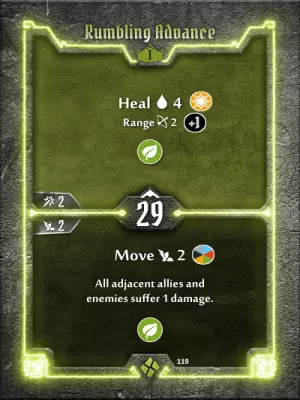 Rumbling Advance
1
Heal 4
Range 2 +1
2
29
2
Move 2
All adjacent allies and
enemies suffer 1 damage.
119